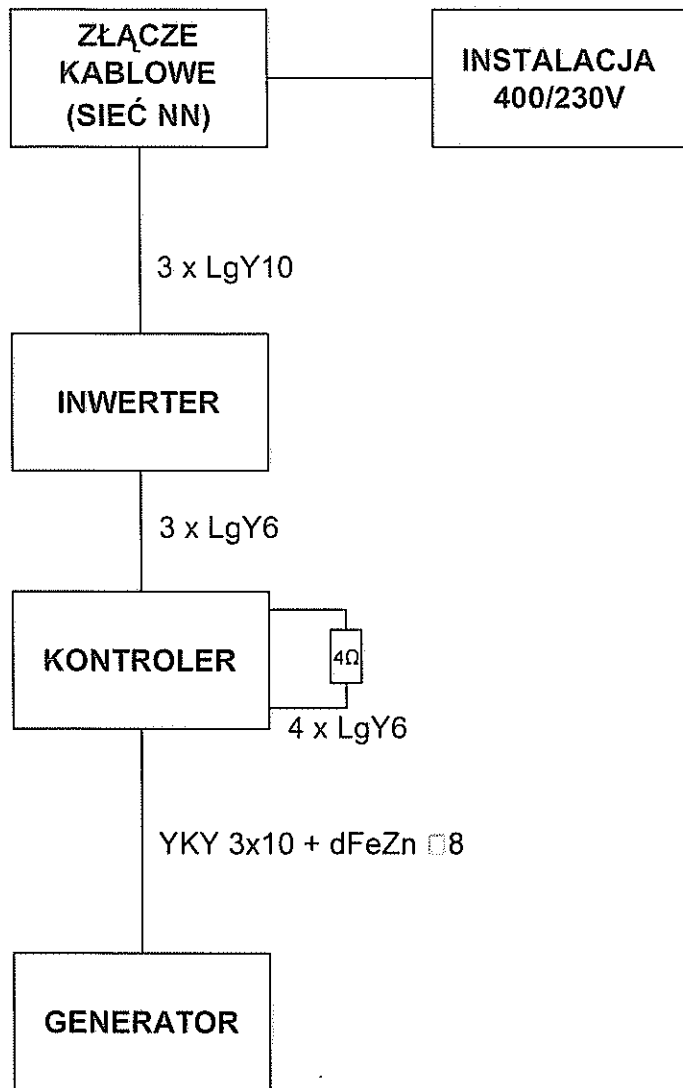 ZŁĄCZE
KABLOWE
(SIEĆ NN)
INSTALACJA
400/230V
3 x LgY10
INWERTER
3 x LgY6
KONTROLER
4Ω
4 x LgY6
YKY 3x10 + dFeZn □8
GENERATOR